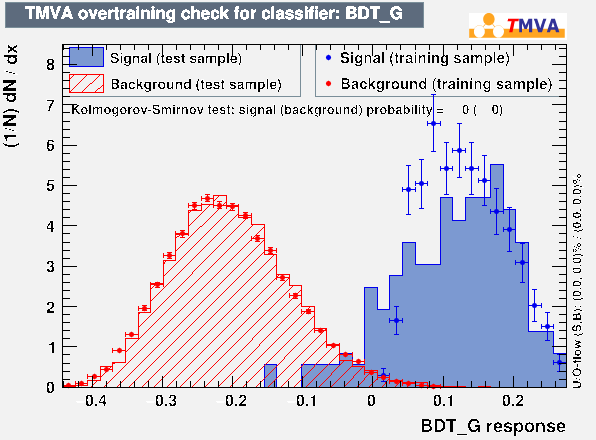 TMVA overtraining check for classifier: BDT_G
TMVA
Signal (test sample)
Background (test sample)
Signal (training sample)
Background (training sample)
Kolmogorov-Smirnov test: signal (background) probability = 0 ( 0)
(1/N) dN / dx
8
7
6
5
4
3
2
1
0
-0.4 -0.3 -0.2 -0.1 0 0.1 0.2
BDT_G response
U/O-flow (S,B): (0.0, 0.0)% / (0.0, 0.0)%